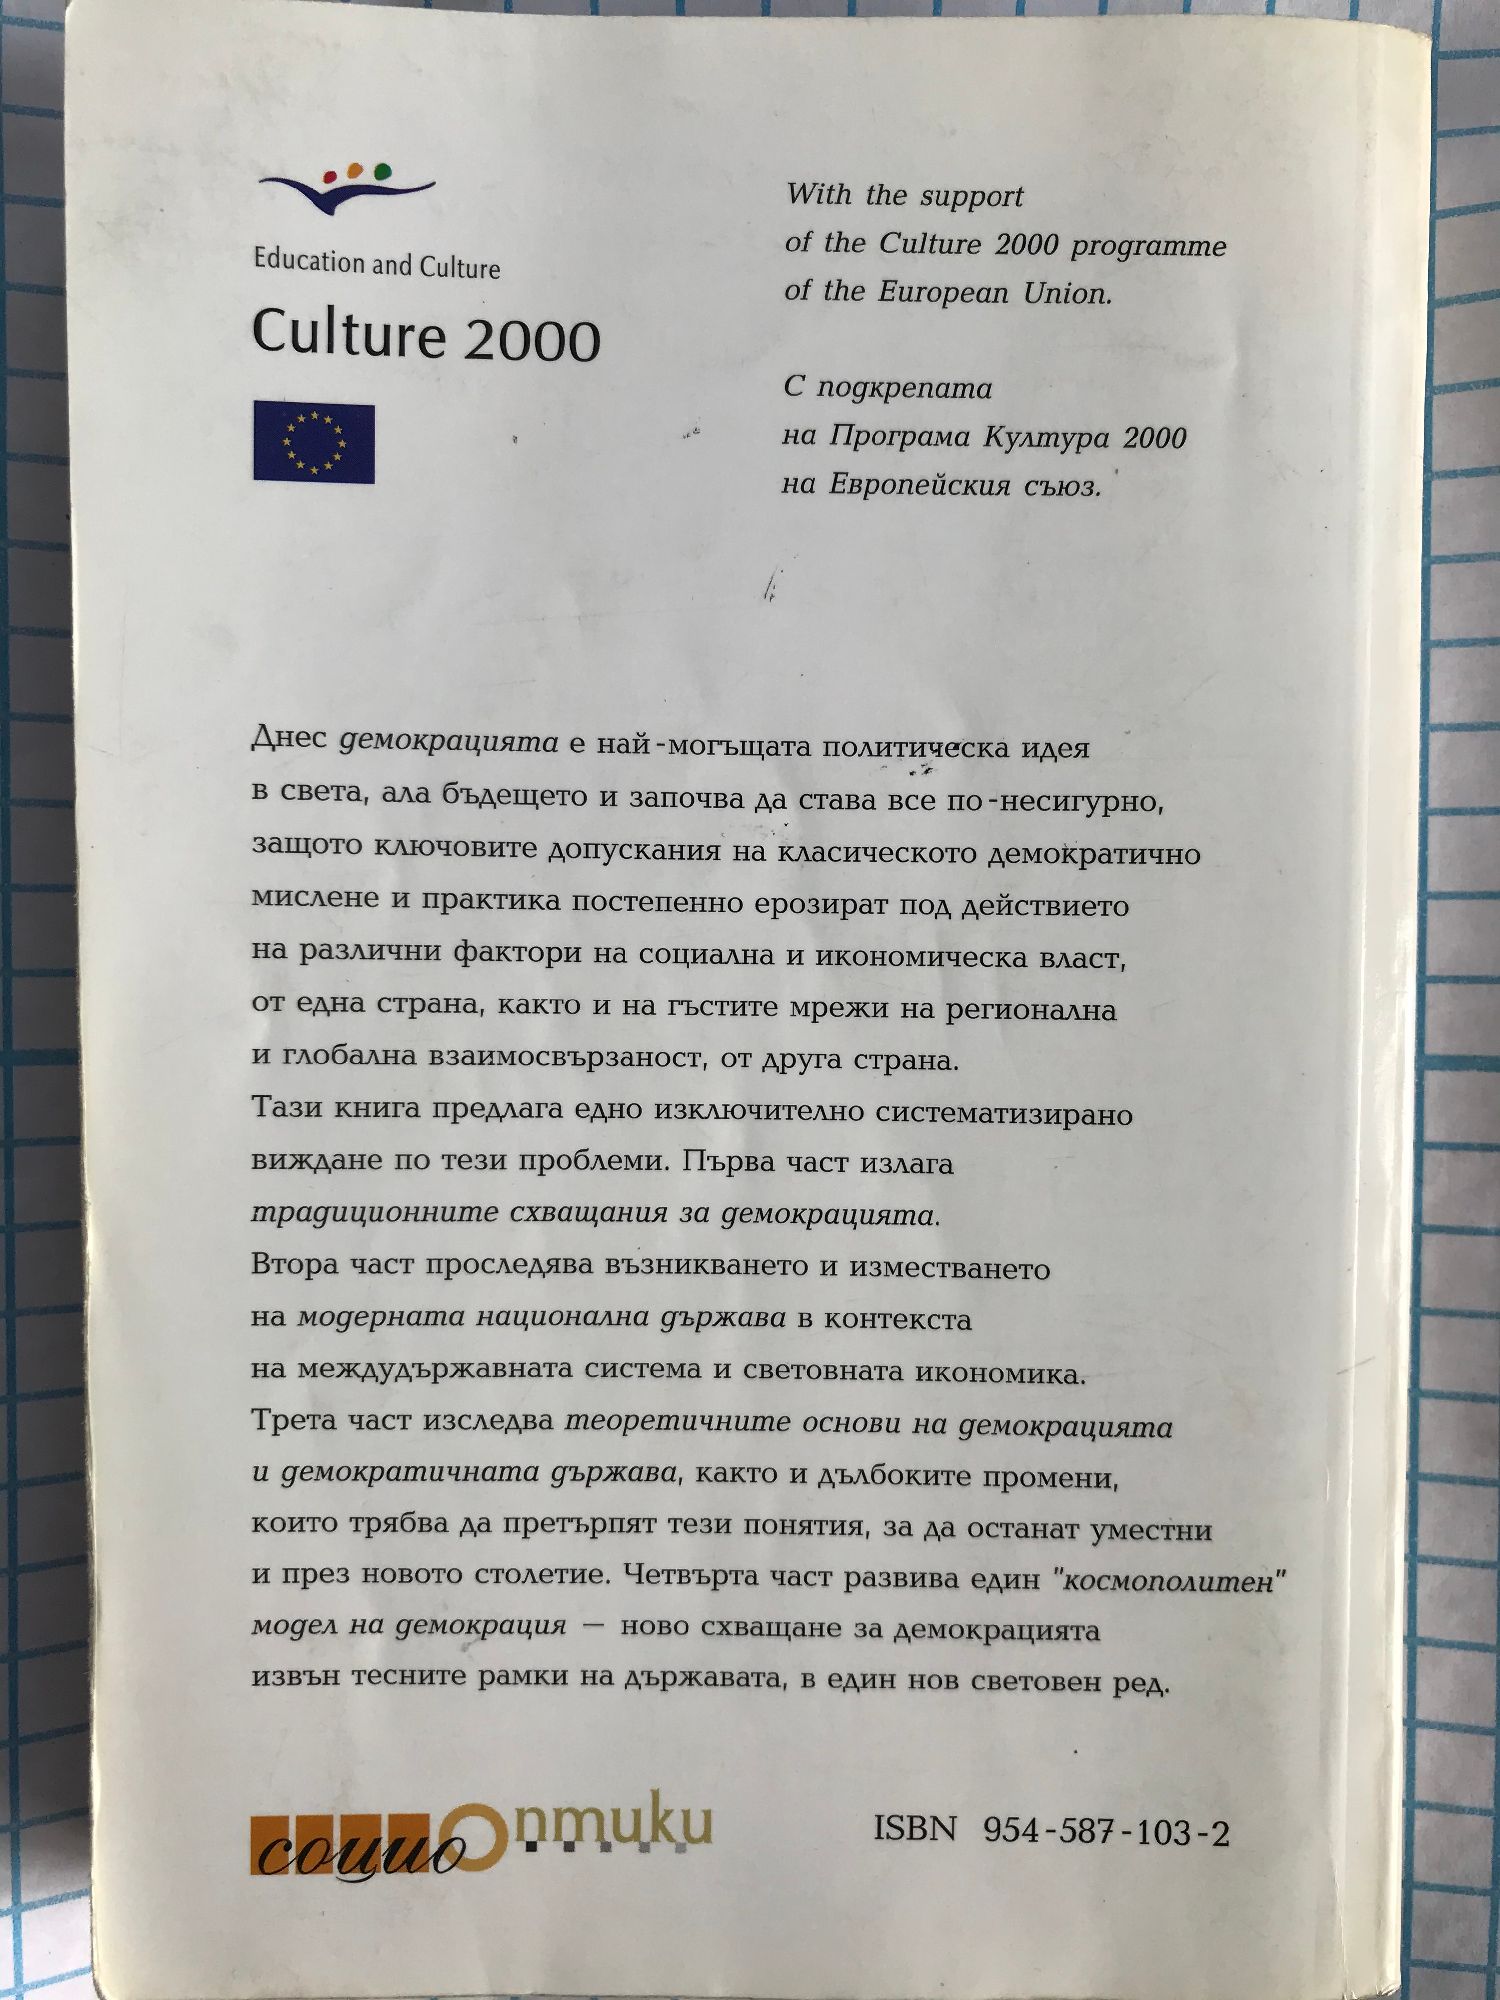 Education and Culture
Culture 2000
With the support
of the Culture 2000 programme
of the European Union.
С подкрепата
на Програма Култура 2000
на Европейския съюз.
Днес демокрацията е най-могъщата политическа идея
в света, ала бъдещето и започва да става все по-несигурно,
защото ключовите допускания на класическото демократично
мислене и практика постепенно ерозират под действието
на различни фактори на социална и икономическа власт,
от една страна, както и на гъстите мрежи на регионална
и глобална взаимосвързаност, от друга страна.
Тази книга предлага едно изключително систематизирано
виждане по тези проблеми. Първа част излага
традиционните схващания за демокрацията.
Втора част проследява възникването и изместването
на модерната национална държава в контекста
на междудържавната система и световната икономика.
Трета част изследва теоретичните основи на демокрацията
и демократичната държава, както и дълбоките промени,
които трябва да претърпят тези понятия, за да останат уместни
и през новото столетие. Четвърта част развива един "космополитен"
модел на демокрация — ново схващане за демокрацията
извън тесните рамки на държавата, в един нов световен ред.
социо Оптики
ISBN 954-587-103-2